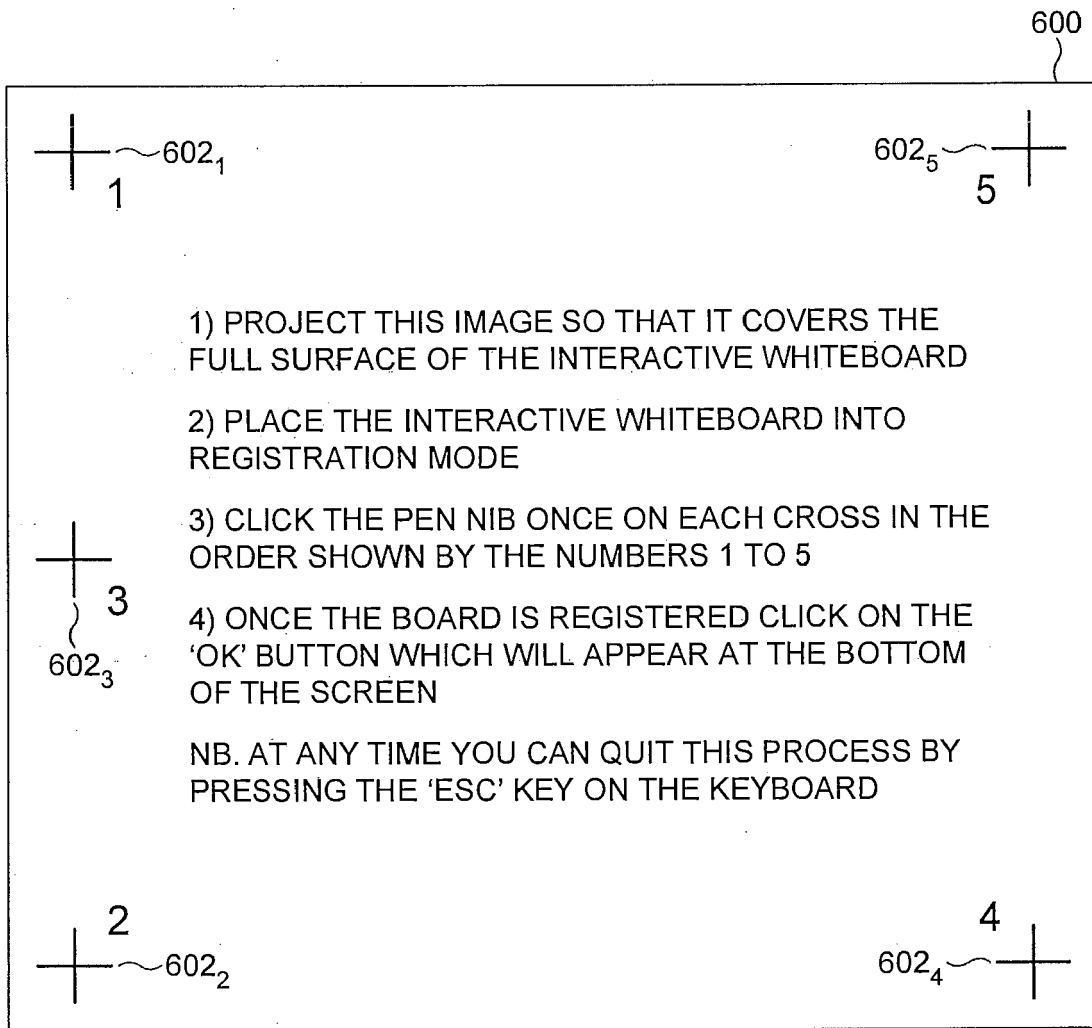 600
602₁
602₅
1
5
1) PROJECT THIS IMAGE SO THAT IT COVERS THE
FULL SURFACE OF THE INTERACTIVE WHITEBOARD
2) PLACE THE INTERACTIVE WHITEBOARD INTO
REGISTRATION MODE
3) CLICK THE PEN NIB ONCE ON EACH CROSS IN THE
ORDER SHOWN BY THE NUMBERS 1 TO 5
3
602₃
4) ONCE THE BOARD IS REGISTERED CLICK ON THE
‘OK’ BUTTON WHICH WILL APPEAR AT THE BOTTOM
OF THE SCREEN
NB. AT ANY TIME YOU CAN QUIT THIS PROCESS BY
PRESSING THE ‘ESC’ KEY ON THE KEYBOARD
2
4
602₂
602₄